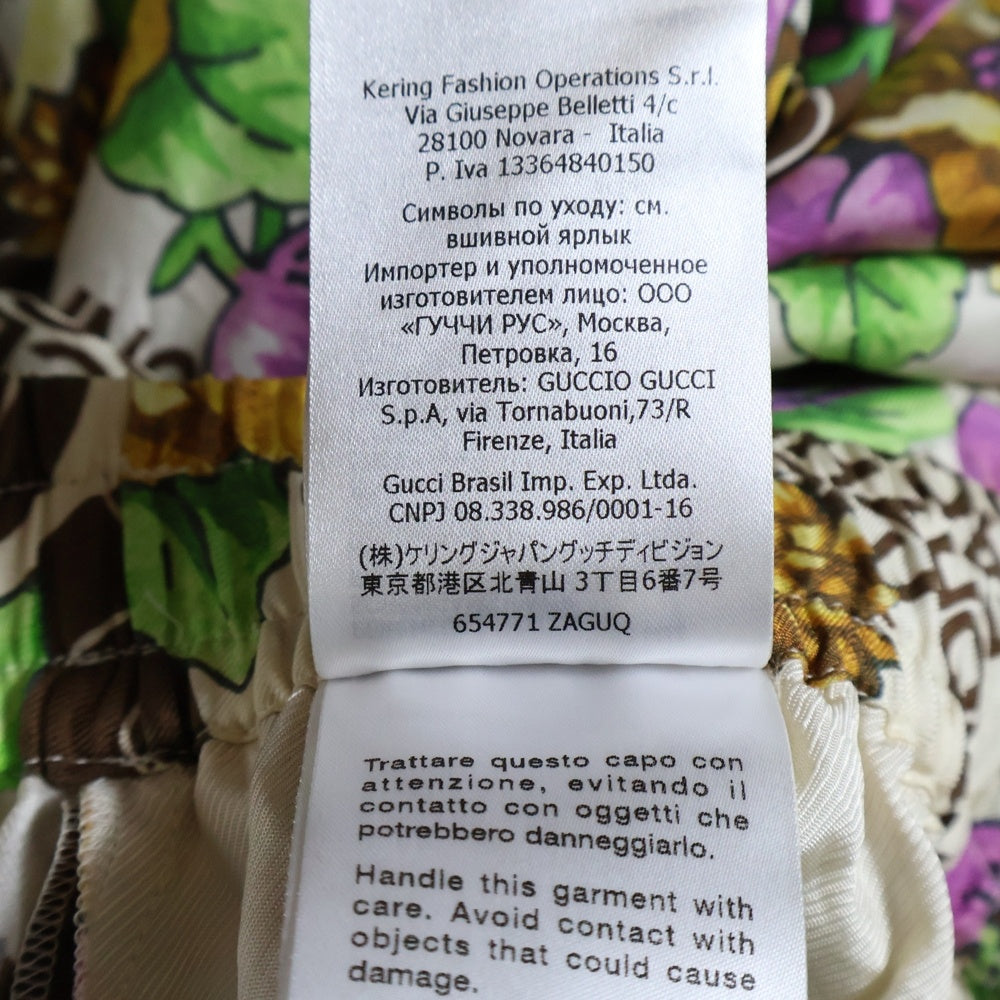 Kering Fashion Operations S.r.l.
Via Giuseppe Belletti 4/c
28100 Novara - Italia
P. Iva 13364840150
Символы по уходу: см.
вшивной ярлык
Импортер и уполномоченное
изготовителем лицо: ООО
«ГУЧЧИ РУС», Москва,
Петровка, 16
Изготовитель: GUCCIO GUCCI
S.p.A, via Tornabuoni,73/R
Firenze, Italia
Gucci Brasil Imp. Exp. Ltda.
CNPJ 08.338.986/0001-16
(株)ケリングジャパングッチディビジョン
東京都港区北青山 3丁目6番7号
654771 ZAGUQ
Trattare questo capo con
attenzione, evitando il
contatto con oggetti che
potrebbero danneggiarlo.
Handle this garment with
care. Avoid contact with
objects that could cause
damage.